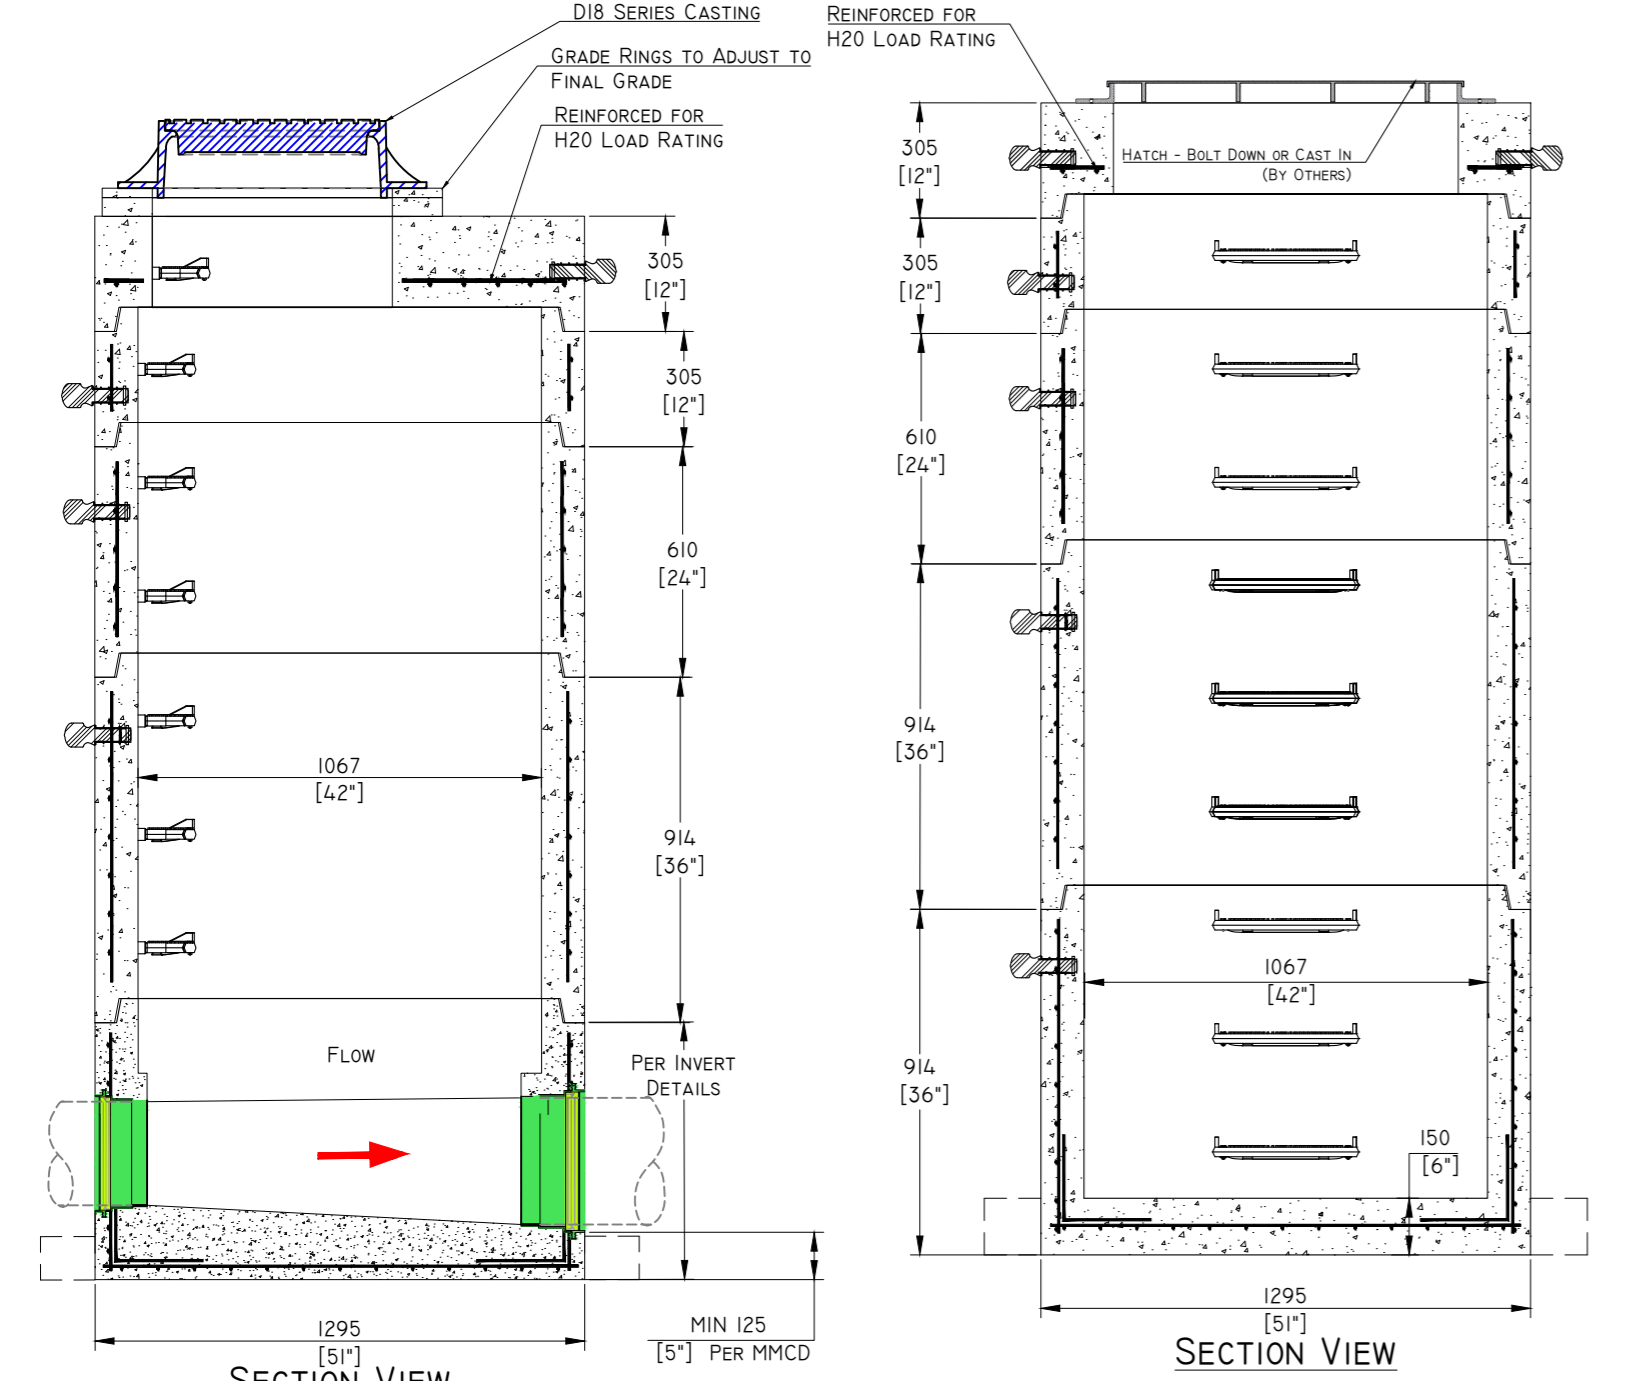 DI8 SERIES CASTING
GRADE RINGS TO ADJUST TO
FINAL GRADE
REINFORCED FOR
H20 LOAD RATING
305
[12"]
305
[12"]
610
[24"]
1067
[42"]
914
[36"]
FLOW
PER INVERT
DETAILS
MIN 125
[5"] PER MMCD
1295
[51"]
SECTION VIEW
REINFORCED FOR
H20 LOAD RATING
HATCH - BOLT DOWN OR CAST IN
(BY OTHERS)
305
[12"]
305
[12"]
610
[24"]
914
[36"]
1067
[42"]
914
[36"]
150
[6"]
1295
[51"]
SECTION VIEW